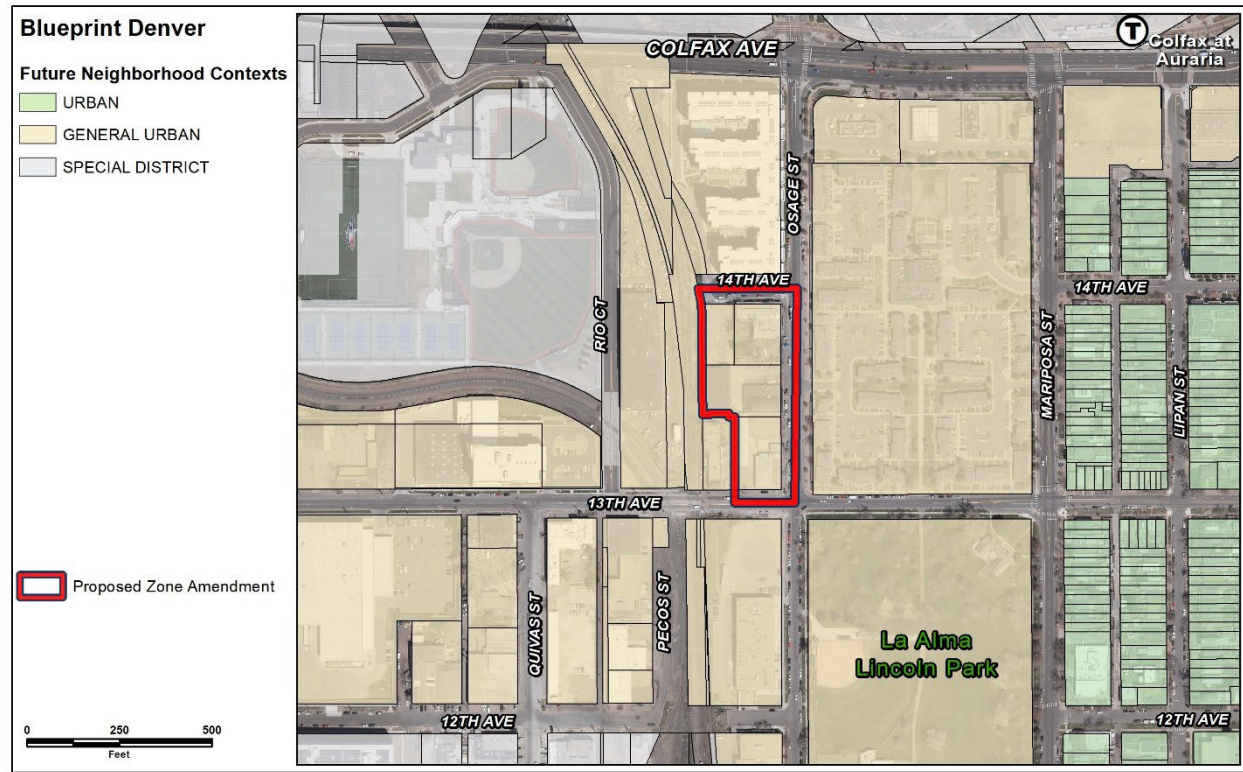 Blueprint Denver
Future Neighborhood Contexts
URBAN
GENERAL URBAN
SPECIAL DISTRICT
Proposed Zone Amendment
0 250 500
Feet
COLFAX AVE
T
Colfax at
Auraria
OSAGE ST
14TH AVE
14TH AVE
RIO CT
MARIPOSA ST
LIPAN ST
13TH AVE
QUIVAS ST
PECOS ST
La Alma
Lincoln Park
12TH AVE
12TH AVE